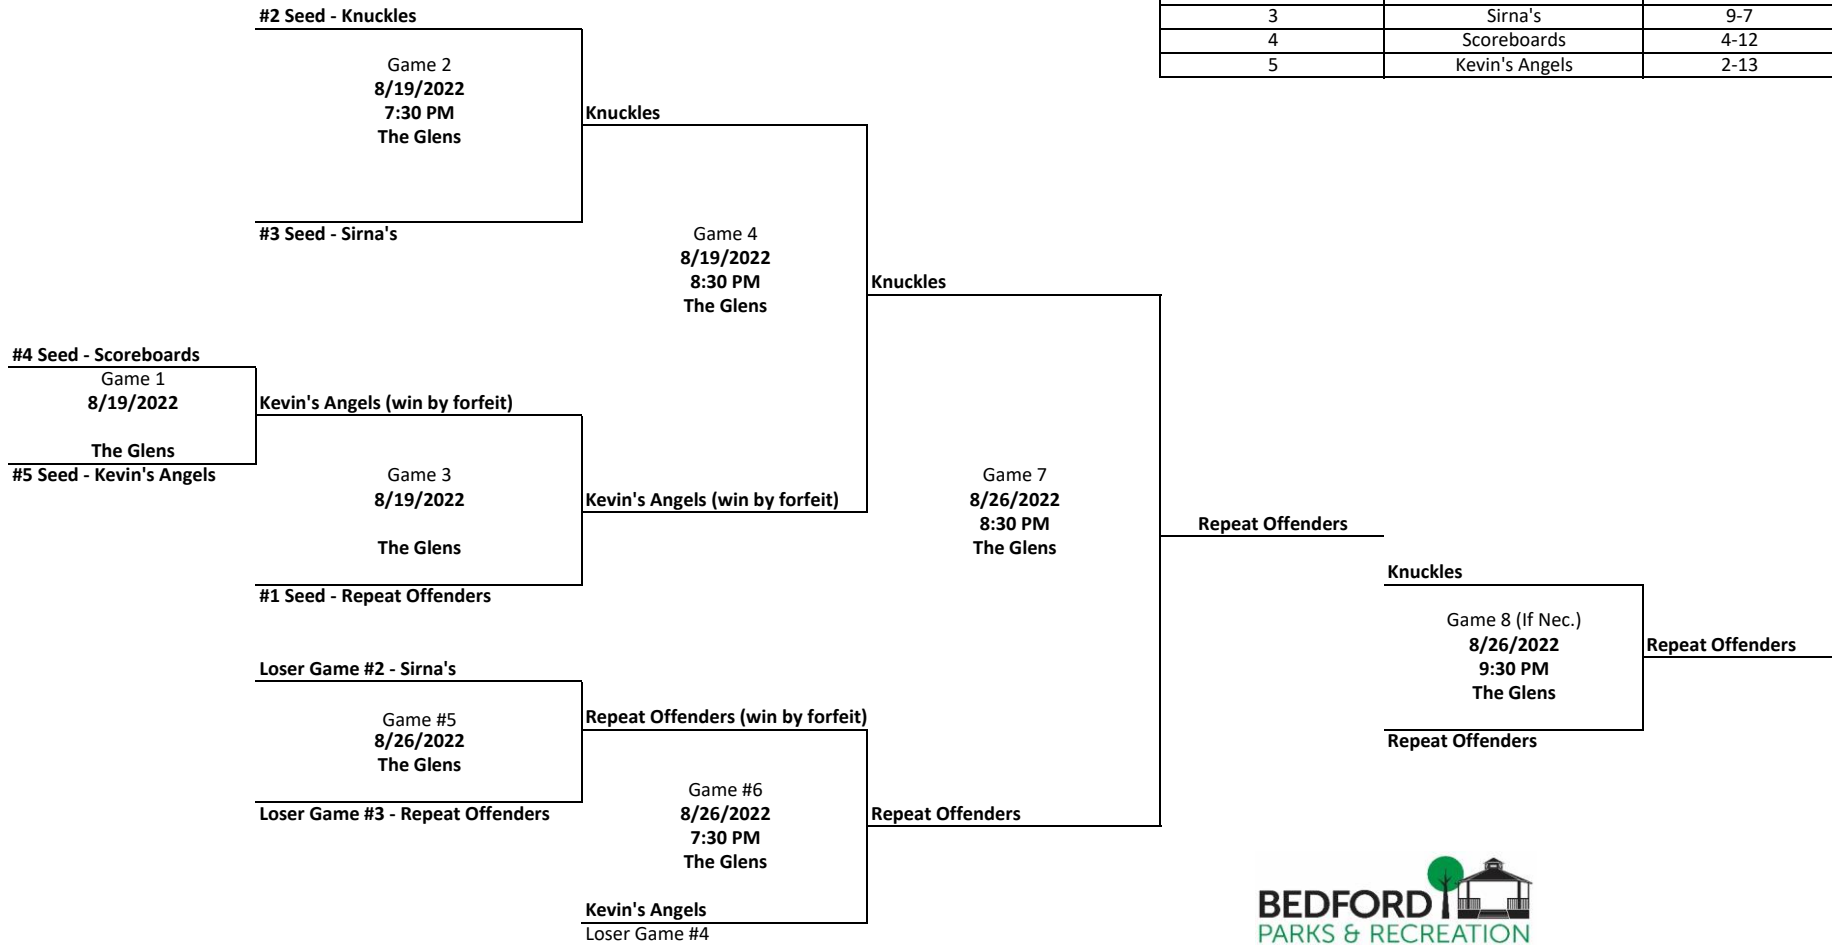 #2 Seed - Knuckles
3 Sirna's 9-7
4 Scoreboards 4-12
5 Kevin's Angels 2-13
Game 2
8/19/2022
7:30 PM
The Glens
Knuckles
#3 Seed - Sirna's
Game 4
8/19/2022
8:30 PM
The Glens
Knuckles
#4 Seed - Scoreboards
Game 1
8/19/2022
The Glens
#5 Seed - Kevin's Angels
Kevin's Angels (win by forfeit)
Game 3
8/19/2022
The Glens
Kevin's Angels (win by forfeit)
#1 Seed - Repeat Offenders
Game 7
8/26/2022
8:30 PM
The Glens
Repeat Offenders
Knuckles
Game 8 (If Nec.)
8/26/2022
9:30 PM
The Glens
Repeat Offenders
Repeat Offenders
Loser Game #2 - Sirna's
Game #5
8/26/2022
The Glens
Loser Game #3 - Repeat Offenders
Repeat Offenders (win by forfeit)
Game #6
8/26/2022
7:30 PM
The Glens
Repeat Offenders
Kevin's Angels
Loser Game #4
BEDFORD
PARKS & RECREATION